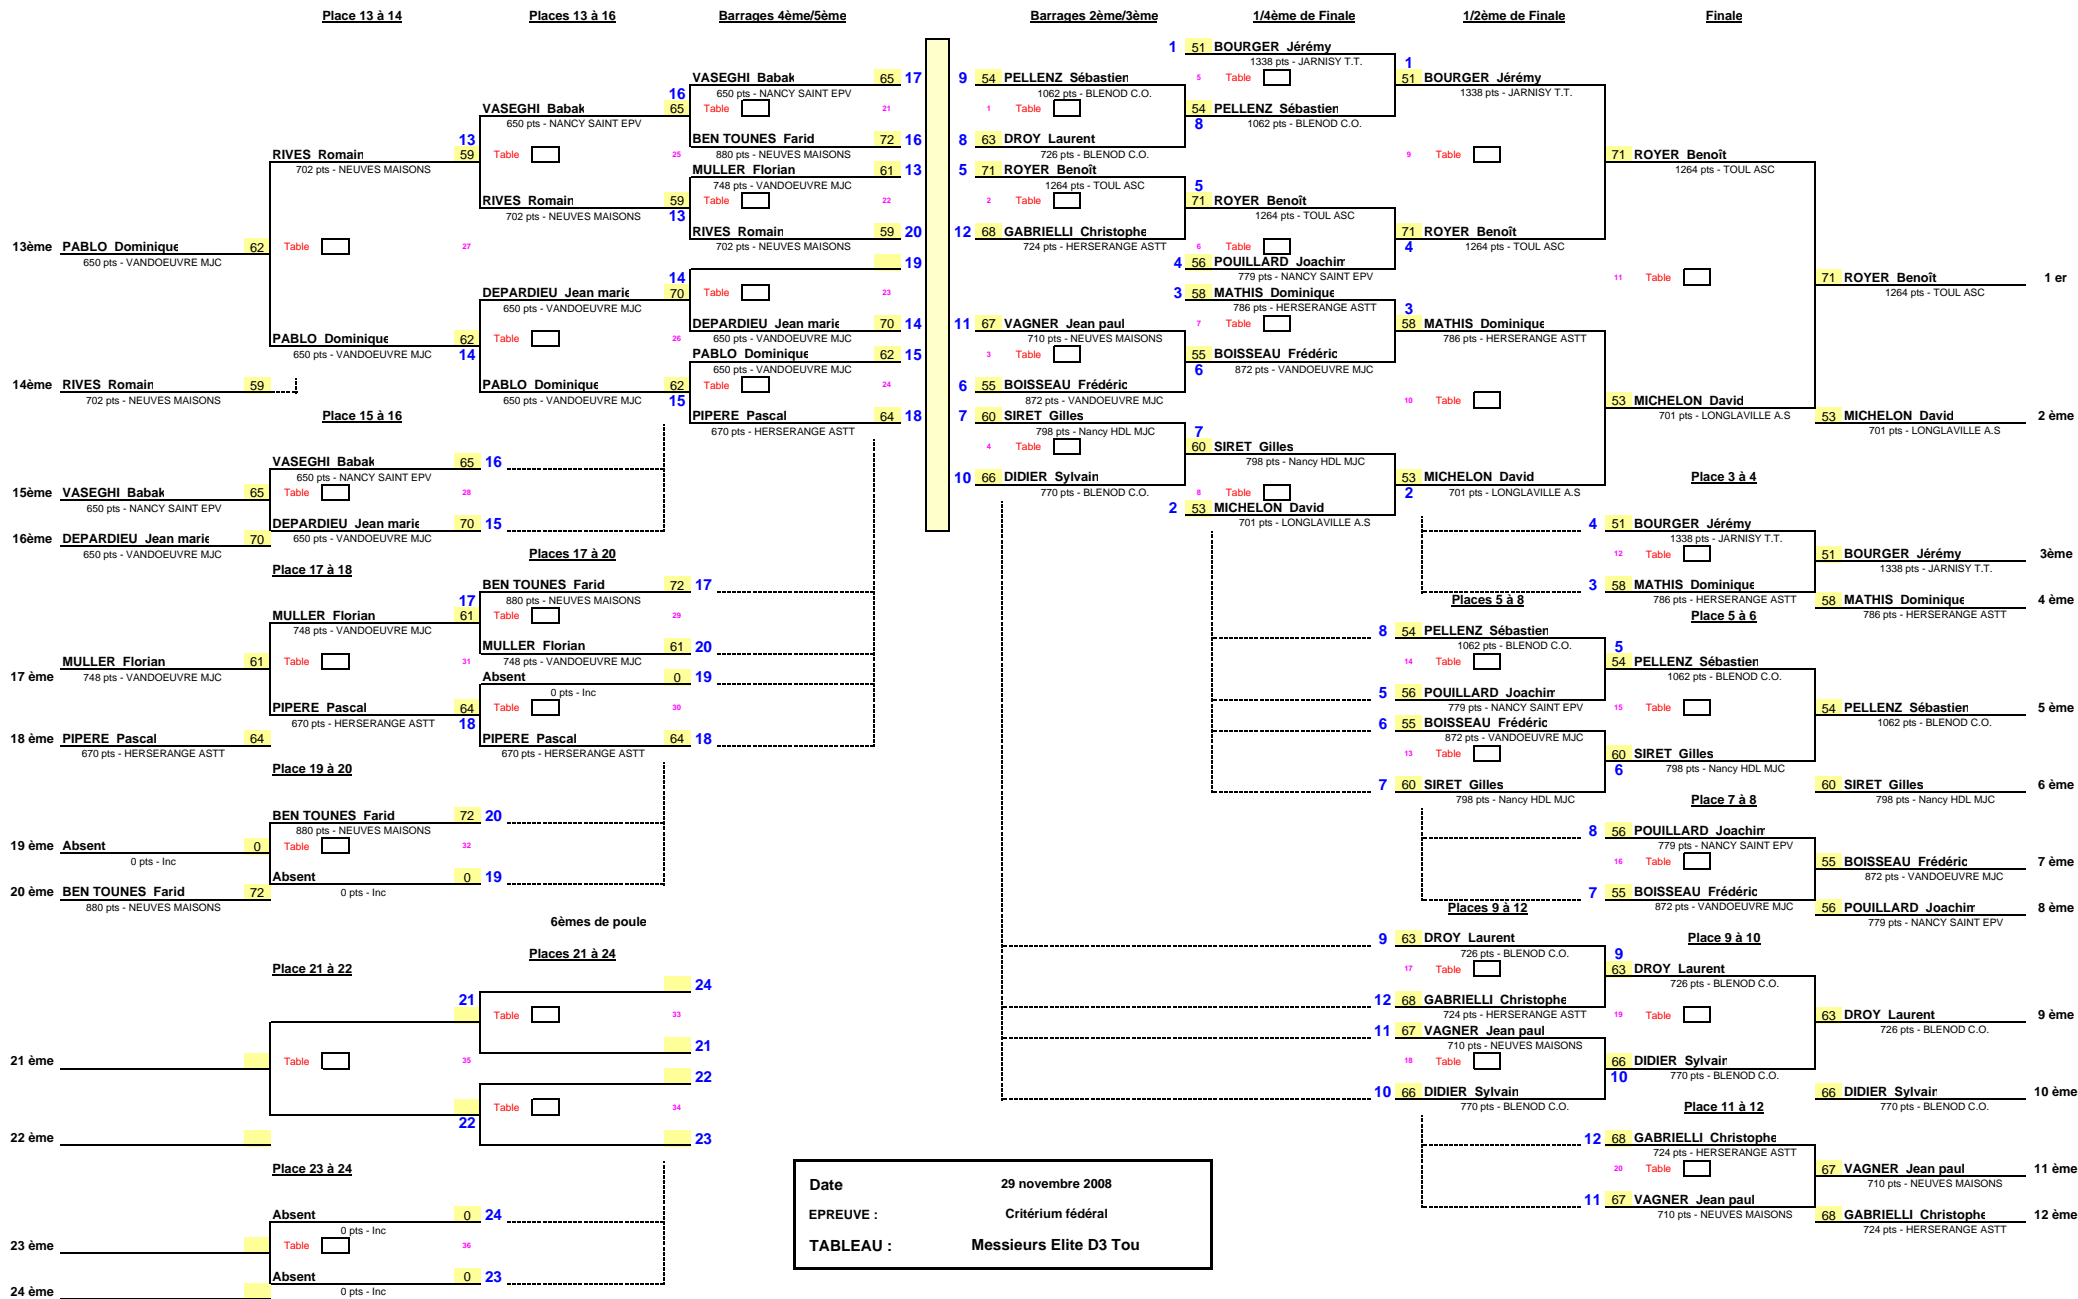 Place 13 à 14
Places 13 à 16
Barrages 4ème/5ème
VASEGHI Babak 65 17
650 pts - NANCY SAINT EPV
16
65 Table 21
VASEGHI Babak
650 pts - NANCY SAINT EPV
BEN TOUNES Farid 72 16
880 pts - NEUVES MAISONS
13
RIVES Romain 59 Table 25
702 pts - NEUVES MAISONS
MULLER Florian 61 13
748 pts - VANDOEUVRE MJC
RIVES Romain 59 Table 22
702 pts - NEUVES MAISONS
13
RIVES Romain 59 20
702 pts - NEUVES MAISONS
13ème PABLO Dominique 62 Table 27
650 pts - VANDOEUVRE MJC
19
14
DEPARDIEU Jean marie 70 Table 23
650 pts - VANDOEUVRE MJC
DEPARDIEU Jean marie 70 14
650 pts - VANDOEUVRE MJC
PABLO Dominique 62 Table 26
650 pts - VANDOEUVRE MJC
14
PABLO Dominique 62 15
650 pts - VANDOEUVRE MJC
14ème RIVES Romain 59
702 pts - NEUVES MAISONS
PABLO Dominique 62 Table 24
650 pts - VANDOEUVRE MJC
15
PIPERE Pascal 64 18
670 pts - HERSERANGE ASTT
Place 15 à 16
VASEGHI Babak 65 16
650 pts - NANCY SAINT EPV
15ème VASEGHI Babak 65 Table 28
650 pts - NANCY SAINT EPV
DEPARDIEU Jean marie 70 15
650 pts - VANDOEUVRE MJC
16ème DEPARDIEU Jean marie 70
650 pts - VANDOEUVRE MJC
Place 17 à 18
Places 17 à 20
BEN TOUNES Farid 72 17
880 pts - NEUVES MAISONS
17
MULLER Florian 61 Table 29
748 pts - VANDOEUVRE MJC
MULLER Florian 61 20
748 pts - VANDOEUVRE MJC
17 ème MULLER Florian 61 Table 31
748 pts - VANDOEUVRE MJC
Absent 0 19
0 pts - Inc
PIPERE Pascal 64 Table 30
670 pts - HERSERANGE ASTT
18
PIPERE Pascal 64 18
670 pts - HERSERANGE ASTT
18 ème PIPERE Pascal 64
670 pts - HERSERANGE ASTT
Place 19 à 20
BEN TOUNES Farid 72 20
880 pts - NEUVES MAISONS
19 ème Absent 0 Table 32
0 pts - Inc
Absent 0 19
0 pts - Inc
20 ème BEN TOUNES Farid 72
880 pts - NEUVES MAISONS
6èmes de poule
Place 21 à 22
Places 21 à 24
24
21
Table 33
21
21 ème Table 35
22
Table 34
22
22 ème
23
Place 23 à 24
Absent 0 24
0 pts - Inc
23 ème Table 36
Absent 0 23
0 pts - Inc
24 ème
Barrages 2ème/3ème
1/4ème de Finale
1/2ème de Finale
Finale
1 51 BOURGER Jérémy
1338 pts - JARNISY T.T.
9 54 PELLENZ Sébastien
1062 pts - BLENOD C.O.
5 Table
1
51 BOURGER Jérémy
1338 pts - JARNISY T.T.
1 Table
54 PELLENZ Sébastien
1062 pts - BLENOD C.O.
8
8 63 DROY Laurent
726 pts - BLENOD C.O.
9 Table
71 ROYER Benoît
1264 pts - TOUL ASC
5 71 ROYER Benoît
1264 pts - TOUL ASC
5
2 Table
71 ROYER Benoît
1264 pts - TOUL ASC
12 68 GABRIELLI Christophe
724 pts - HERSERANGE ASTT
6 Table
71 ROYER Benoît
1264 pts - TOUL ASC
4
4 56 POUILLARD Joachim
779 pts - NANCY SAINT EPV
11 Table
71 ROYER Benoît 1 er
1264 pts - TOUL ASC
3 58 MATHIS Dominique
786 pts - HERSERANGE ASTT
11 67 VAGNER Jean paul
710 pts - NEUVES MAISONS
7 Table
3
58 MATHIS Dominique
786 pts - HERSERANGE ASTT
3 Table
55 BOISSEAU Frédéric
872 pts - VANDOEUVRE MJC
6
6 55 BOISSEAU Frédéric
872 pts - VANDOEUVRE MJC
10 Table
53 MICHELON David
701 pts - LONGLAVILLE A.S
53 MICHELON David 2 ème
701 pts - LONGLAVILLE A.S
7 60 SIRET Gilles
798 pts - Nancy HDL MJC
7
4 Table
60 SIRET Gilles
798 pts - Nancy HDL MJC
10 66 DIDIER Sylvain
770 pts - BLENOD C.O.
8 Table
53 MICHELON David
701 pts - LONGLAVILLE A.S
2
2 53 MICHELON David
701 pts - LONGLAVILLE A.S
Place 3 à 4
4 51 BOURGER Jérémy
1338 pts - JARNISY T.T.
12 Table
51 BOURGER Jérémy 3ème
1338 pts - JARNISY T.T.
3 58 MATHIS Dominique
786 pts - HERSERANGE ASTT
58 MATHIS Dominique 4 ème
786 pts - HERSERANGE ASTT
Places 5 à 8
Place 5 à 6
8 54 PELLENZ Sébastien
1062 pts - BLENOD C.O.
5
14 Table
54 PELLENZ Sébastien
1062 pts - BLENOD C.O.
5 56 POUILLARD Joachim
779 pts - NANCY SAINT EPV
15 Table
54 PELLENZ Sébastien 5 ème
1062 pts - BLENOD C.O.
6 55 BOISSEAU Frédéric
872 pts - VANDOEUVRE MJC
13 Table
60 SIRET Gilles
798 pts - Nancy HDL MJC
6
7 60 SIRET Gilles
798 pts - Nancy HDL MJC
60 SIRET Gilles 6 ème
798 pts - Nancy HDL MJC
Place 7 à 8
8 56 POUILLARD Joachim
779 pts - NANCY SAINT EPV
16 Table
55 BOISSEAU Frédéric 7 ème
872 pts - VANDOEUVRE MJC
7 55 BOISSEAU Frédéric
872 pts - VANDOEUVRE MJC
56 POUILLARD Joachim 8 ème
779 pts - NANCY SAINT EPV
Places 9 à 12
Place 9 à 10
9 63 DROY Laurent
726 pts - BLENOD C.O.
9
17 Table
63 DROY Laurent
726 pts - BLENOD C.O.
12 68 GABRIELLI Christophe
724 pts - HERSERANGE ASTT
19 Table
63 DROY Laurent 9 ème
726 pts - BLENOD C.O.
11 67 VAGNER Jean paul
710 pts - NEUVES MAISONS
18 Table
66 DIDIER Sylvain
770 pts - BLENOD C.O.
10
10 66 DIDIER Sylvain
770 pts - BLENOD C.O.
66 DIDIER Sylvain 10 ème
770 pts - BLENOD C.O.
Place 11 à 12
12 68 GABRIELLI Christophe
724 pts - HERSERANGE ASTT
20 Table
67 VAGNER Jean paul 11 ème
710 pts - NEUVES MAISONS
11 67 VAGNER Jean paul
710 pts - NEUVES MAISONS
68 GABRIELLI Christophe 12 ème
724 pts - HERSERANGE ASTT
Date 29 novembre 2008
EPREUVE : Critérium fédéral
TABLEAU : Messieurs Elite D3 Tou